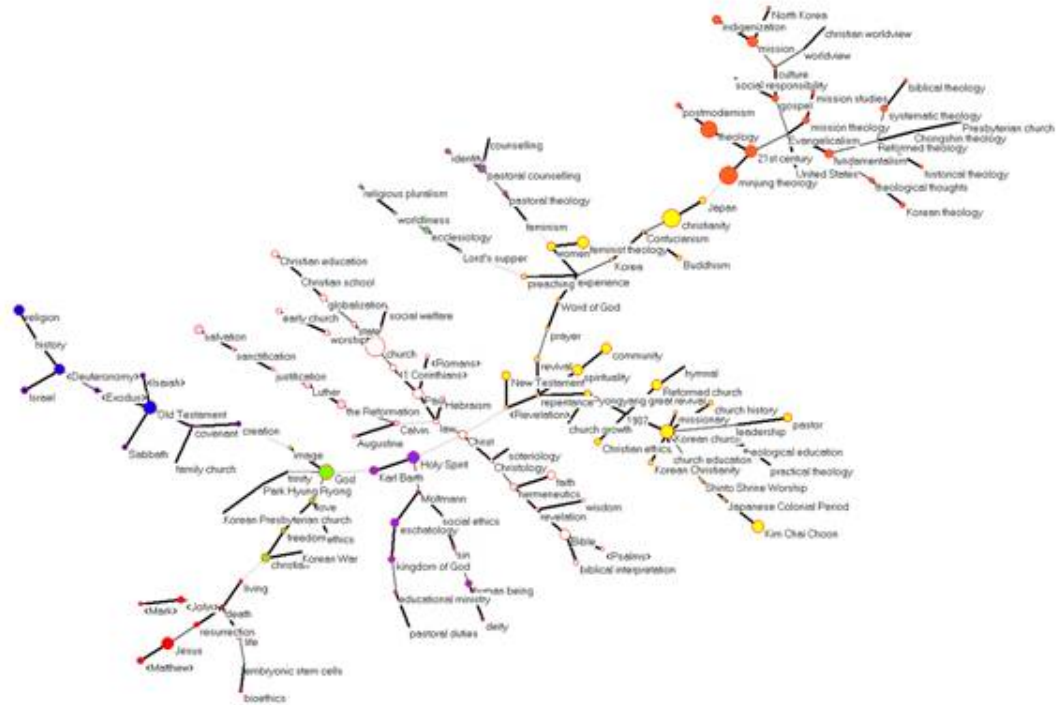 North Korea
indigenization
christian worldview
mission
worldview
culture
social responsibility
biblical theology
gospel
mission studies
postmodernism
systematic theology
mission theology
Presbyterian church
theology
Chongshin theology
Evangelicalism
Reformed theology
21st century
fundamentalism
United States
historical theology
minjung theology
theological thoughts
Korean theology
counselling
identity
pastoral counselling
religious pluralism
pastoral theology
Japan
worldliness
christianity
feminism
ecclesiology
Confucianism
women
feminist theology
Lord's supper
Korea
Buddhism
Christian education
preaching
experience
Christian school
globalization
Word of God
early church
state
social welfare
religion
worship
prayer
salvation
church
community
history
<Romans>
revival
sanctification
<1 Corinthians>
spirituality
hymnal
justification
New Testament
<Deuteronomy>
<Isaiah>
Reformed church
Luther
Paul
repentance
Pyongyang great revival
Israel
<Exodus>
Hebraism
church history
Old Testament
the Reformation
<Revelation>
1907
missionary
pastor
Calvin
law
church growth
leadership
covenant
creation
Augustine
Christ
Christian ethics
Korean church
theological education
Sabbath
image
soteriology
church education
family church
Holy Spirit
Christology
Korean Christianity
practical theology
trinity
God
Karl Barth
faith
Shinto Shrine Worship
Park Hyung Ryong
Moltmann
hermeneutics
love
wisdom
Japanese Colonial Period
Korean Presbyterian church
social ethics
revelation
eschatology
freedom
ethics
Kim Chai Choon
Bible
Korean War
sin
<Psalms>
christian
kingdom of God
biblical interpretation
living
human being
educational ministry
<Mark>
death
deity
resurrection
pastoral duties
life
Jesus
<Matthew>
embryonic stem cells
bioethics